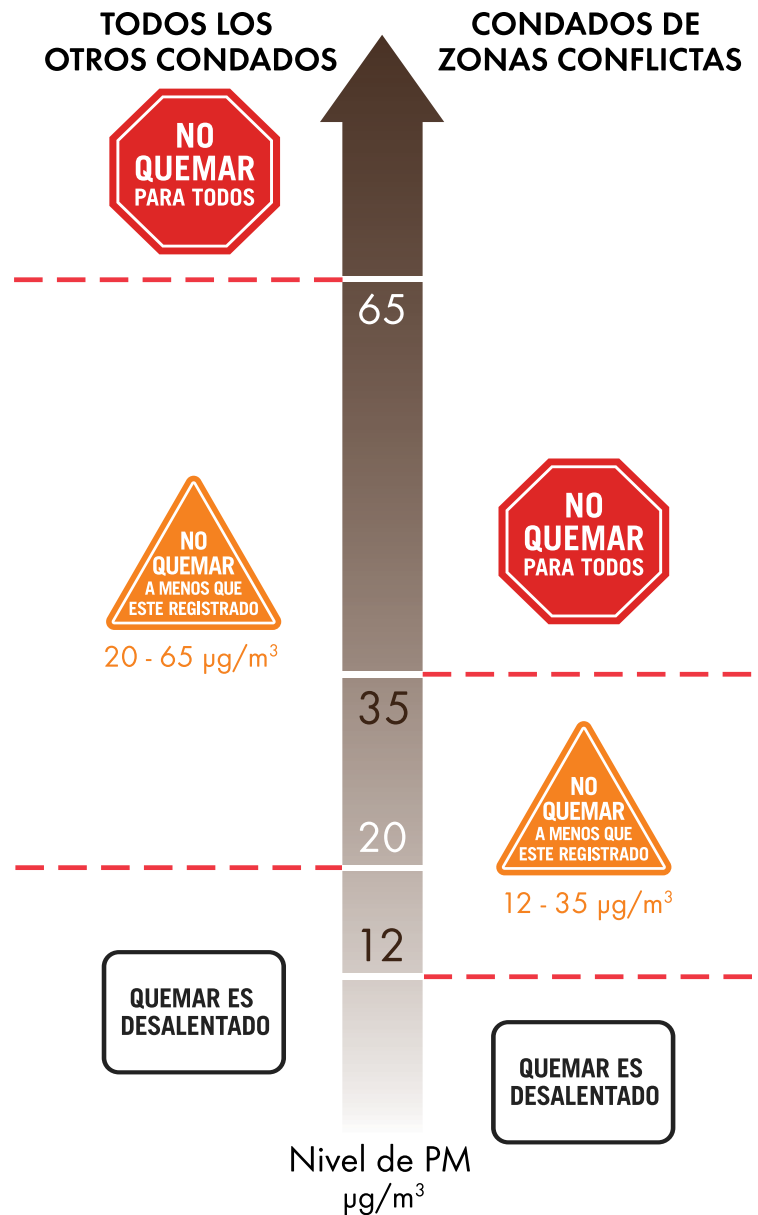 TODOS LOS
OTROS CONDADOS
CONDADOS DE
ZONAS CONFLICTAS
NO
QUEMAR
PARA TODOS
65
NO
QUEMAR
A MENOS QUE
ESTE REGISTRADO
20 - 65 µg/m³
NO
QUEMAR
PARA TODOS
35
20
NO
QUEMAR
A MENOS QUE
ESTE REGISTRADO
12 - 35 µg/m³
12
QUEMAR ES
DESALENTADO
QUEMAR ES
DESALENTADO
Nivel de PM
µg/m³